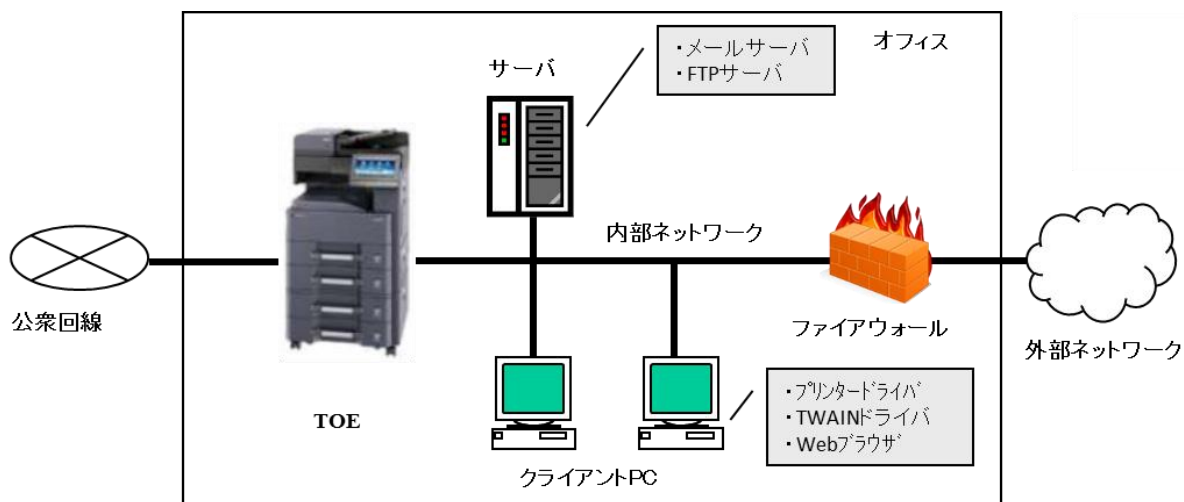 オフィス
・メールサーバ
・FTPサーバ
サーバ
内部ネットワーク
公衆回線
ファイアウォール
外部ネットワーク
TOE
・プリンタードライバ
・TWAINドライバ
・Webブラウザ
クライアントPC